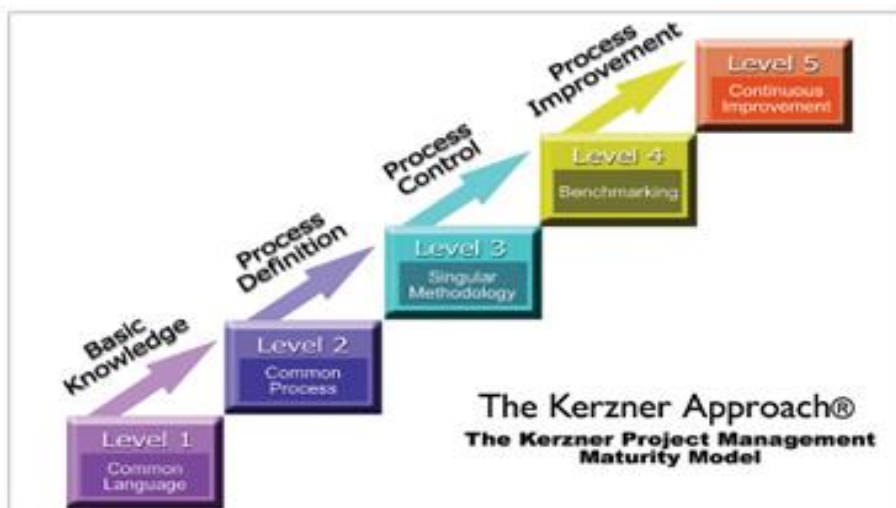 Level 5
Continuous
Improvement
Process
Improvement
Level 4
Benchmarking
Process
Control
Level 3
Singular
Methodology
Process
Definition
Level 2
Common
Process
Basic
Knowledge
Level 1
Common
Language
The Kerzner Approach®
The Kerzner Project Management
Maturity Model